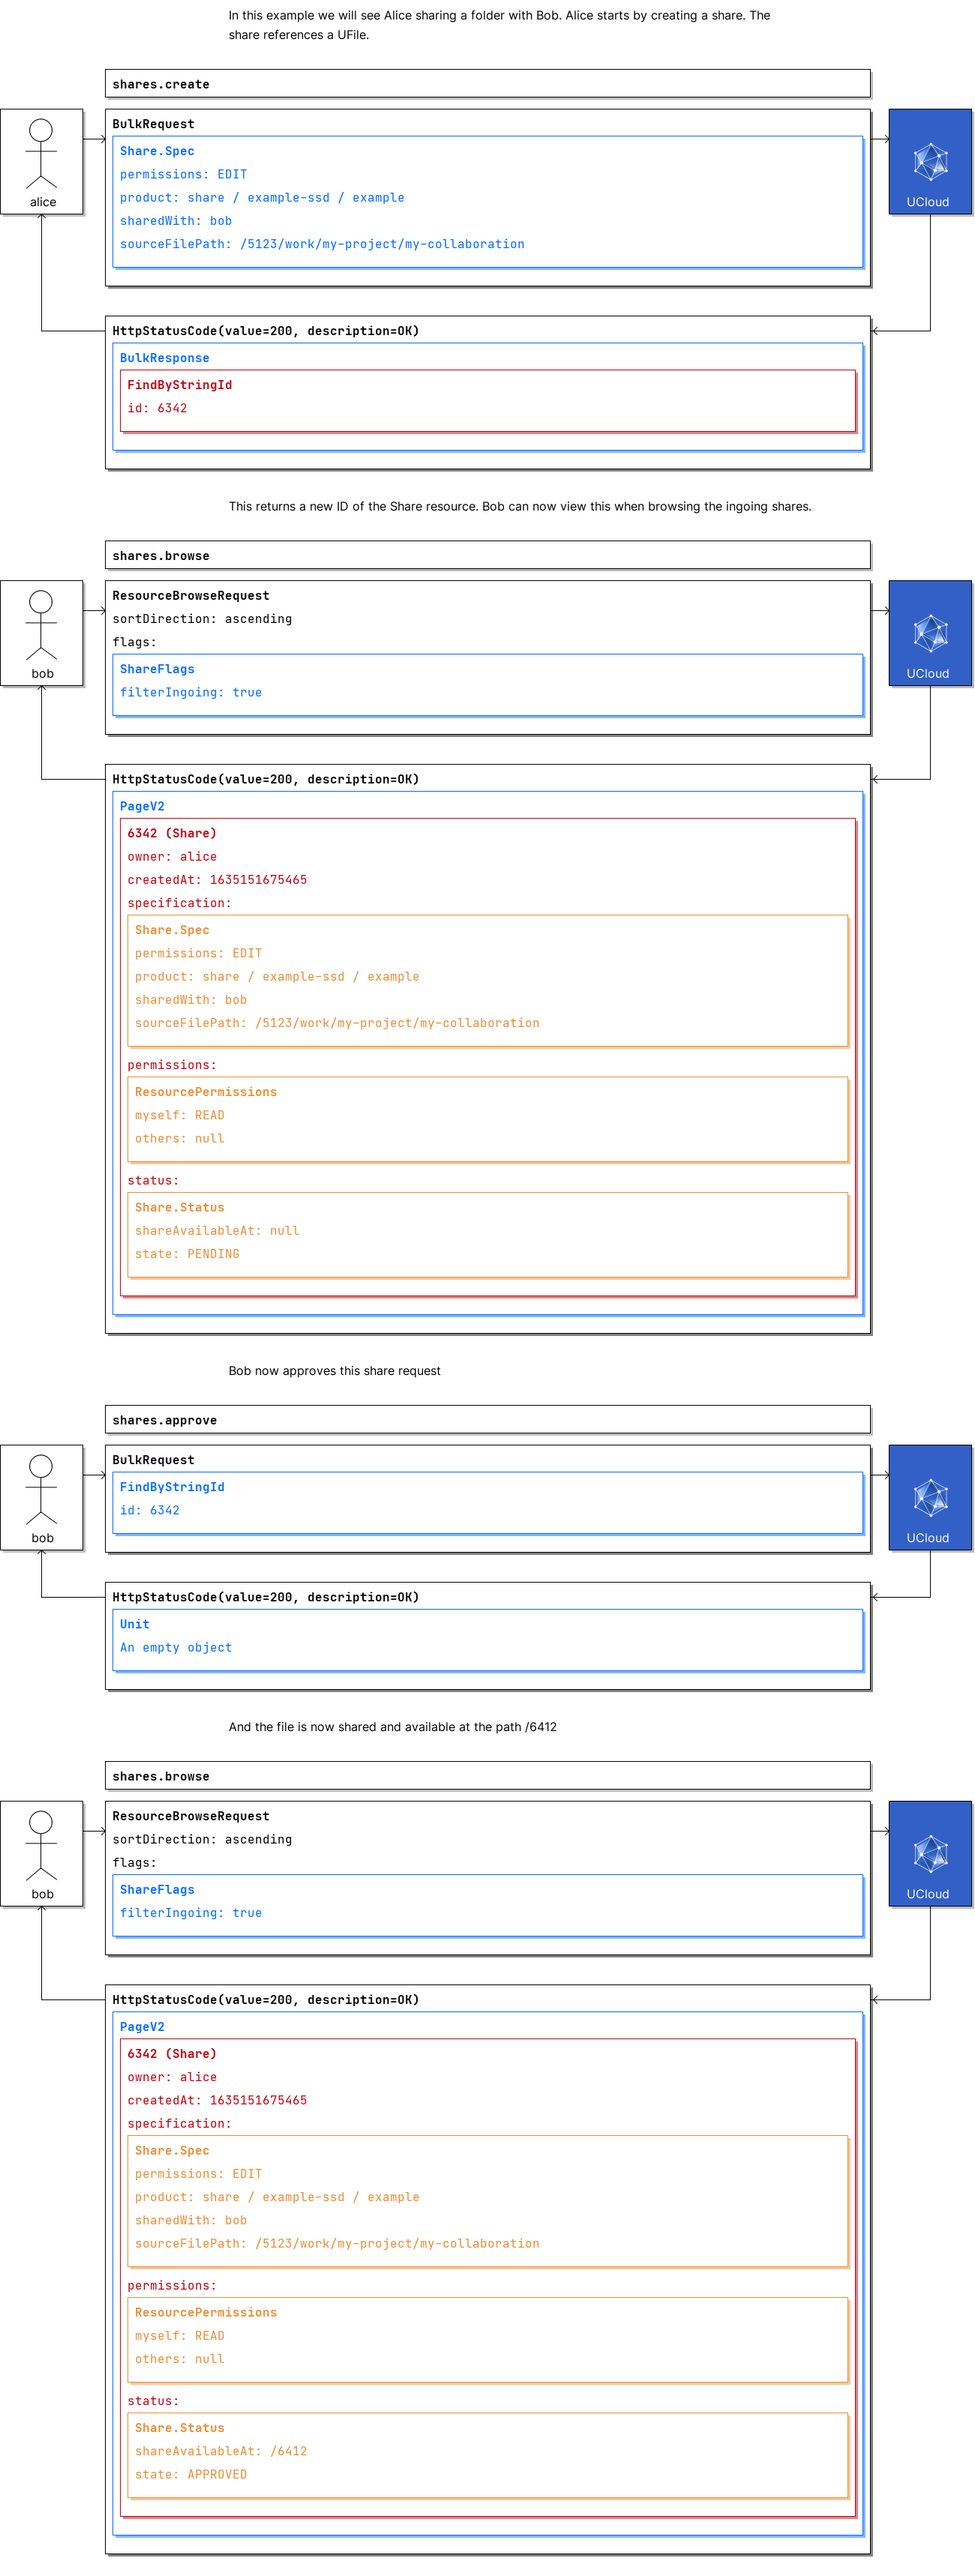 In this example we will see Alice sharing a folder with Bob. Alice starts by creating a share. The
share references a UFile.
shares.create
alice
BulkRequest
Share.Spec
permissions: EDIT
product: share / example-ssd / example
sharedWith: bob
sourceFilePath: /5123/work/my-project/my-collaboration
UCloud
HttpStatusCode(value=200, description=OK)
BulkResponse
FindByStringId
id: 6342
This returns a new ID of the Share resource. Bob can now view this when browsing the ingoing shares.
shares.browse
bob
ResourceBrowseRequest
sortDirection: ascending
flags:
ShareFlags
filterIngoing: true
UCloud
HttpStatusCode(value=200, description=OK)
PageV2
6342 (Share)
owner: alice
createdAt: 1635151675465
specification:
Share.Spec
permissions: EDIT
product: share / example-ssd / example
sharedWith: bob
sourceFilePath: /5123/work/my-project/my-collaboration
permissions:
ResourcePermissions
myself: READ
others: null
status:
Share.Status
shareAvailableAt: null
state: PENDING
Bob now approves this share request
shares.approve
bob
BulkRequest
FindByStringId
id: 6342
UCloud
HttpStatusCode(value=200, description=OK)
Unit
An empty object
And the file is now shared and available at the path /6412
shares.browse
bob
ResourceBrowseRequest
sortDirection: ascending
flags:
ShareFlags
filterIngoing: true
UCloud
HttpStatusCode(value=200, description=OK)
PageV2
6342 (Share)
owner: alice
createdAt: 1635151675465
specification:
Share.Spec
permissions: EDIT
product: share / example-ssd / example
sharedWith: bob
sourceFilePath: /5123/work/my-project/my-collaboration
permissions:
ResourcePermissions
myself: READ
others: null
status:
Share.Status
shareAvailableAt: /6412
state: APPROVED